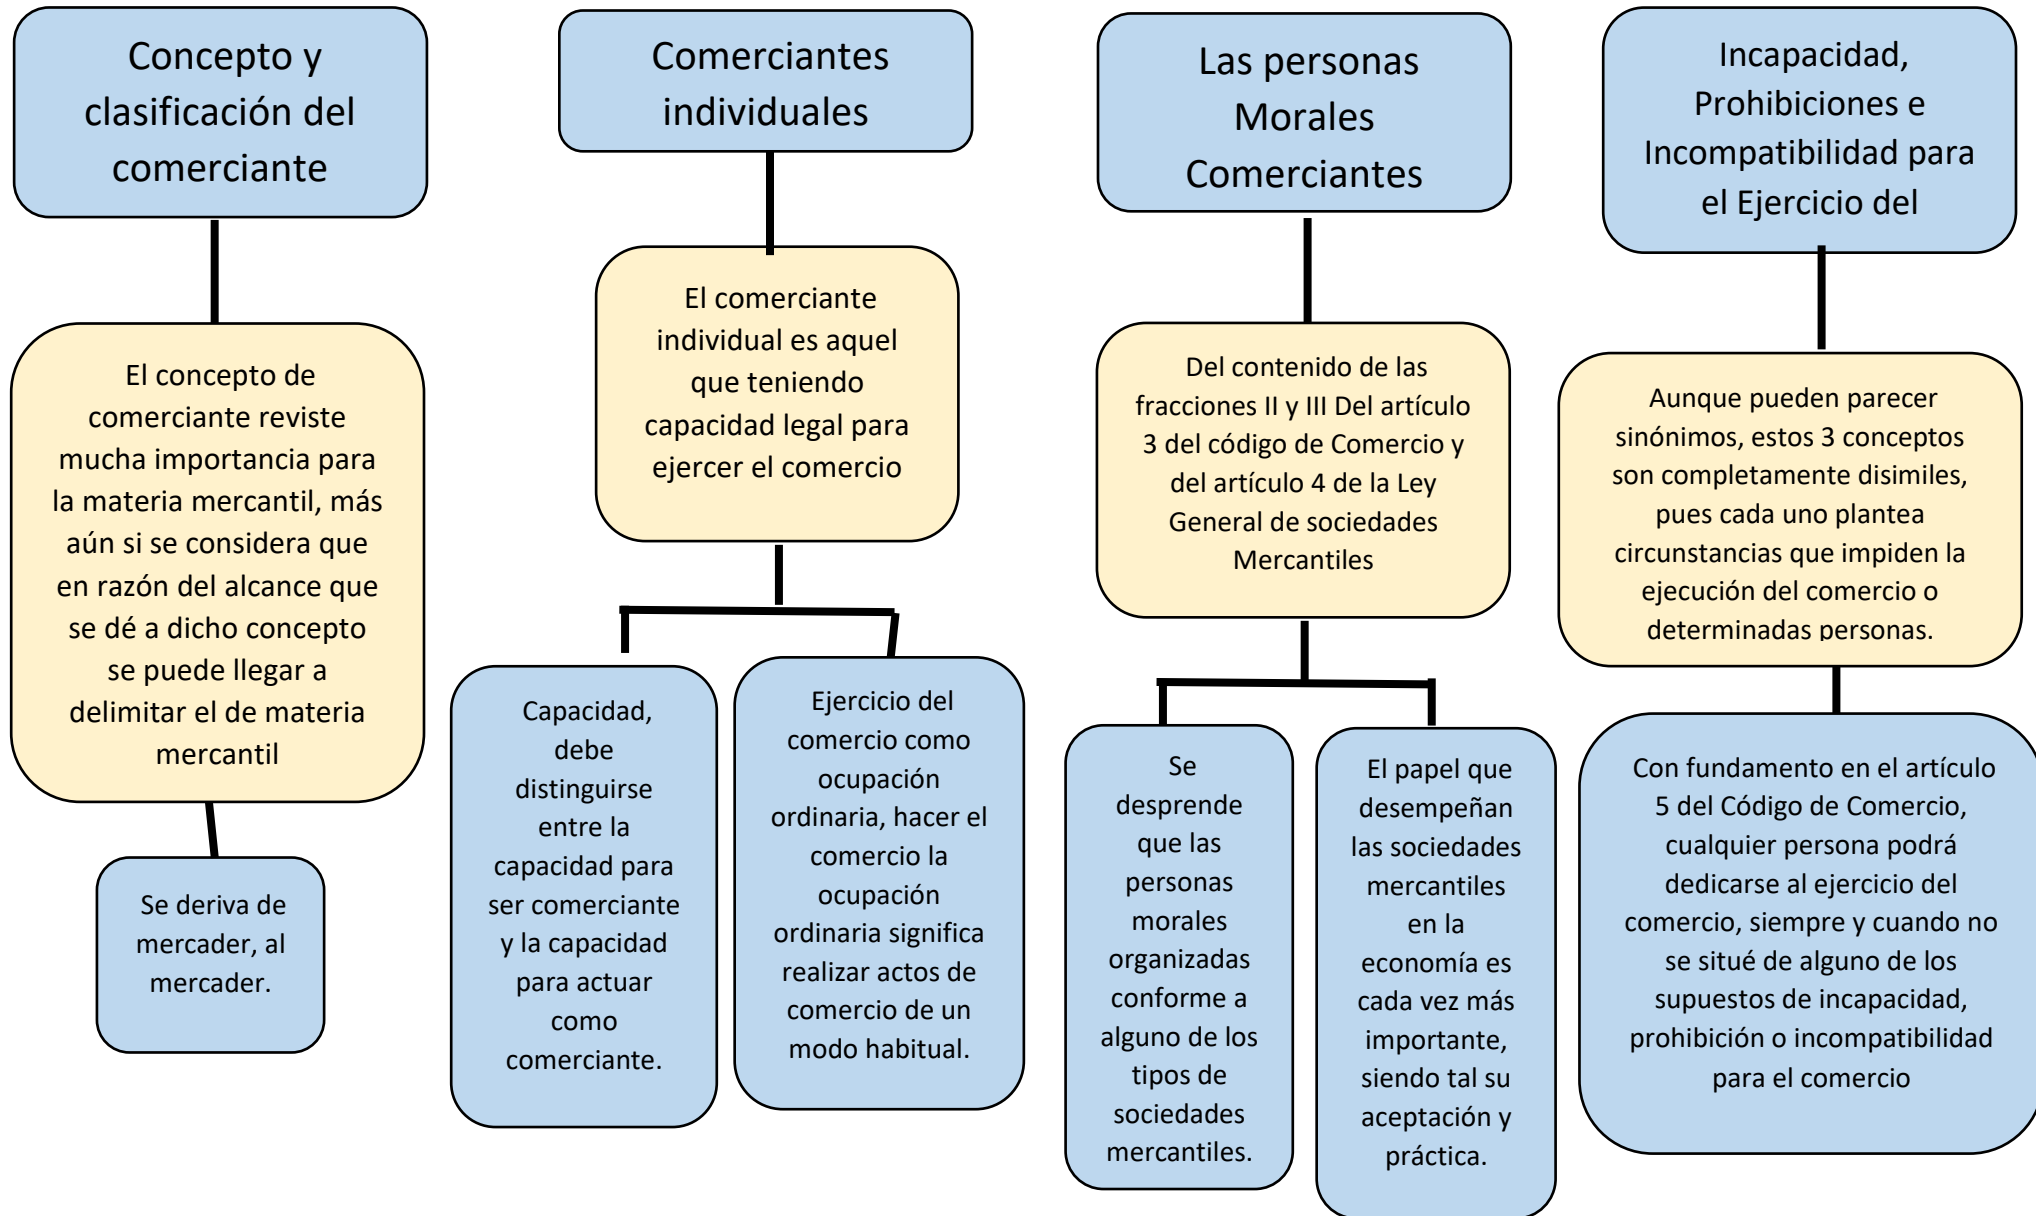 Concepto y
clasificación del
comerciante
El concepto de
comerciante reviste
mucha importancia para
la materia mercantil, más
aún si se considera que
en razón del alcance que
se dé a dicho concepto
se puede llegar a
delimitar el de materia
mercantil
Se deriva de
mercader, al
mercader.
Comerciantes
individuales
El comerciante
individual es aquel
que teniendo
capacidad legal para
ejercer el comercio
Capacidad,
debe
distinguirse
entre la
capacidad para
ser comerciante
y la capacidad
para actuar
como
comerciante.
Ejercicio del
comercio como
ocupación
ordinaria, hacer el
comercio la
ocupación
ordinaria significa
realizar actos de
comercio de un
modo habitual.
Las personas
Morales
Comerciantes
Del contenido de las
fracciones II y III Del artículo
3 del código de Comercio y
del artículo 4 de la Ley
General de sociedades
Mercantiles
Se
desprende
que las
personas
morales
organizadas
conforme a
alguno de los
tipos de
sociedades
mercantiles.
El papel que
desempeñan
las sociedades
mercantiles
en la
economía es
cada vez más
importante,
siendo tal su
aceptación y
práctica.
Incapacidad,
Prohibiciones e
Incompatibilidad para
el Ejercicio del
Aunque pueden parecer
sinónimos, estos 3 conceptos
son completamente disimiles,
pues cada uno plantea
circunstancias que impiden la
ejecución del comercio o
determinadas personas.
Con fundamento en el artículo
5 del Código de Comercio,
cualquier persona podrá
dedicarse al ejercicio del
comercio, siempre y cuando no
se situé de alguno de los
supuestos de incapacidad,
prohibición o incompatibilidad
para el comercio